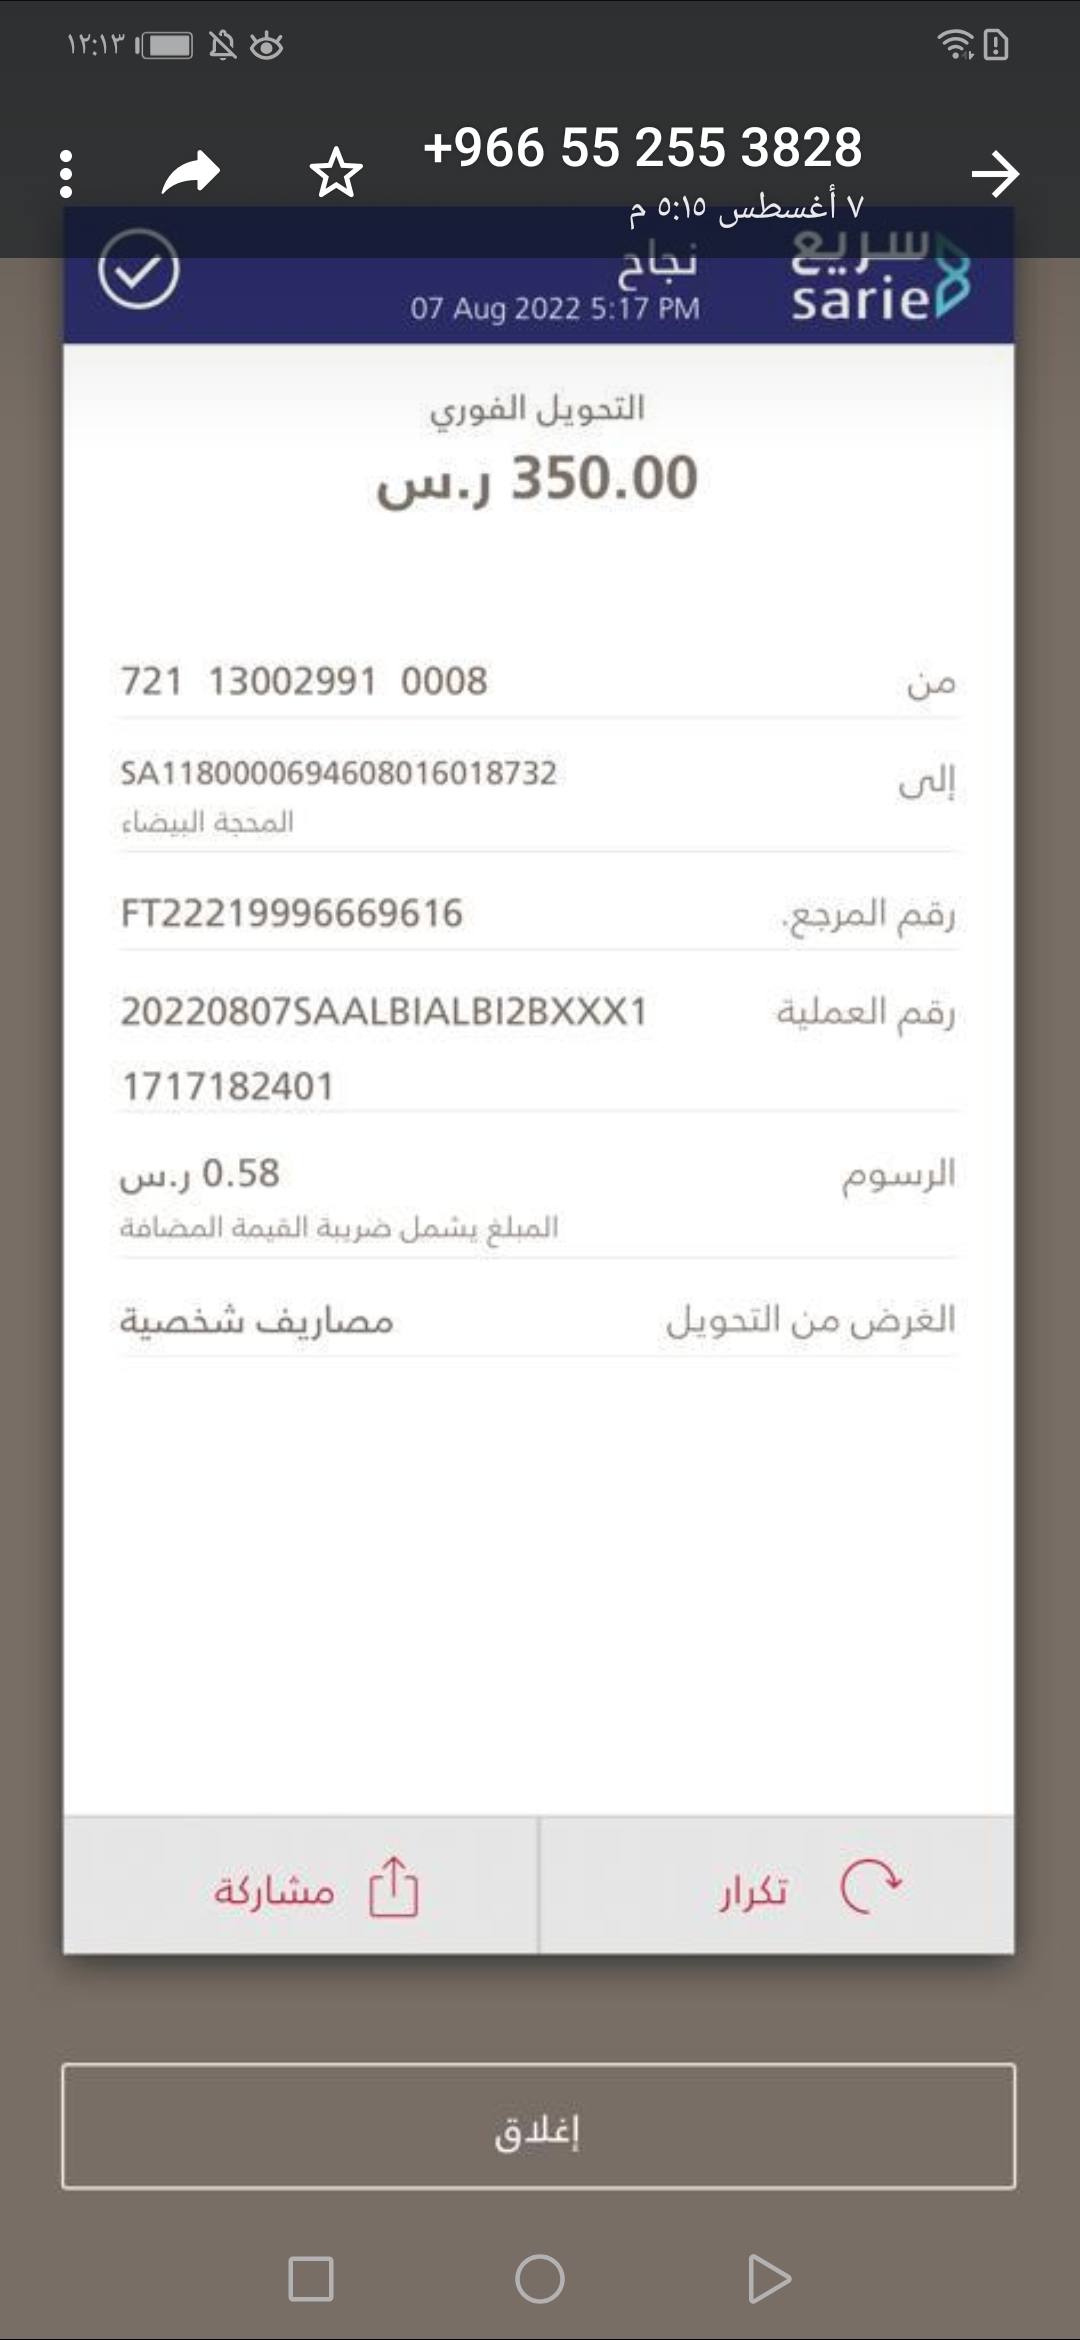 ١٢:١٣
+966 55 255 3828
٧ أغسطس ٥:١٥ م
سريع
sarie
نجاح
07 Aug 2022 5:17 PM
التحويل الفوري
350.00 ر.س
من
721 13002991 0008
إلى
SA1180000694608016018732
المحجة البيضاء
رقم المرجع.
FT22219996669616
رقم العملية
20220807SAALBIALBI2BXXX1
1717182401
الرسوم
0.58 ر.س
المبلغ يشمل ضريبة القيمة المضافة
الغرض من التحويل
مصاريف شخصية
تكرار
مشاركة
إغلاق